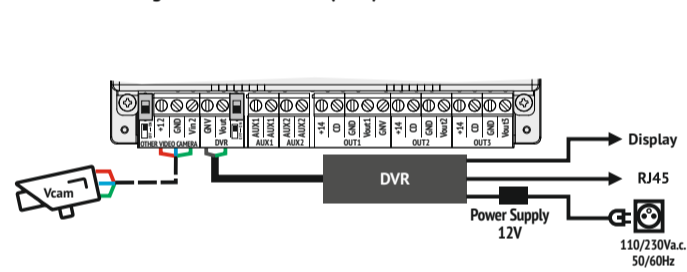 +12 GND Vin2 GNV Vout AUX1 AUX1 AUX2 AUX2 +14 CD GND Vout1 GNV +14 CD GND Vout2 +14 CD GND Vout3
OTHER VIDEO CAMERA DVR AUX1 AUX2 OUT1 OUT2 OUT3
Display
Vcam
DVR
RJ45
Power Supply
12V
110/230Va.c.
50/60Hz